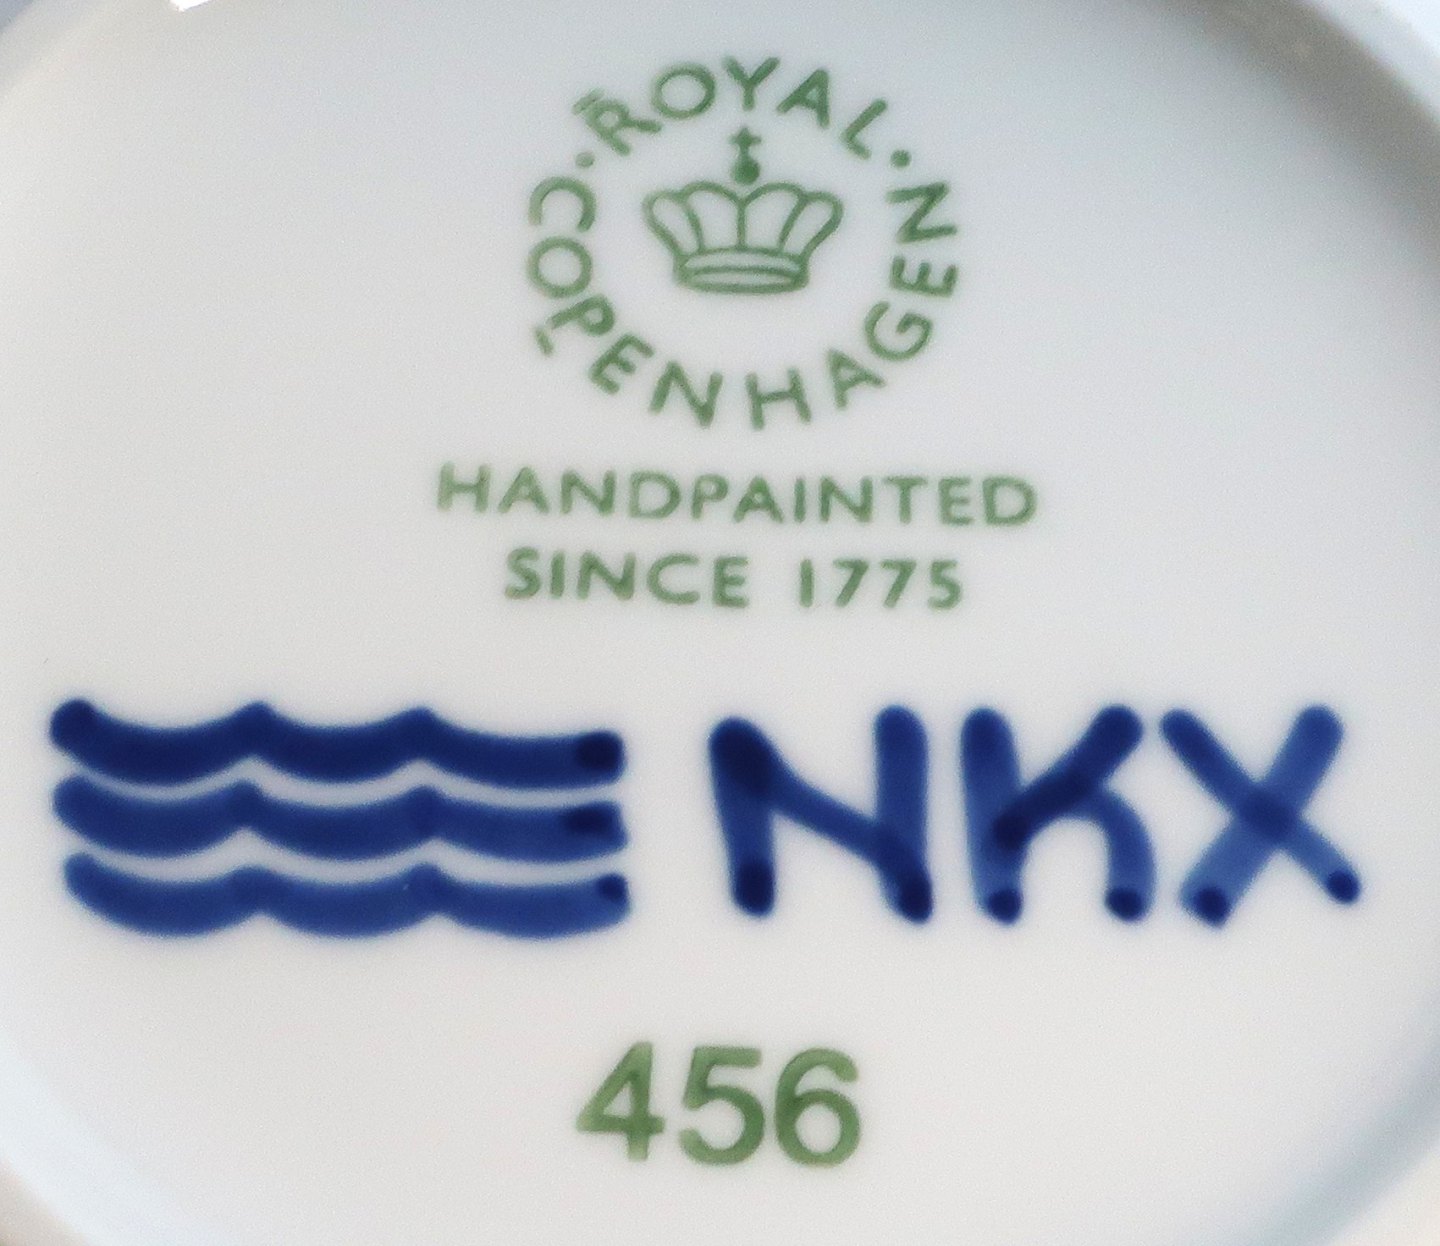 ROYAL
COPENHAGEN
HANDPAINTED
SINCE 1775
NKX
456